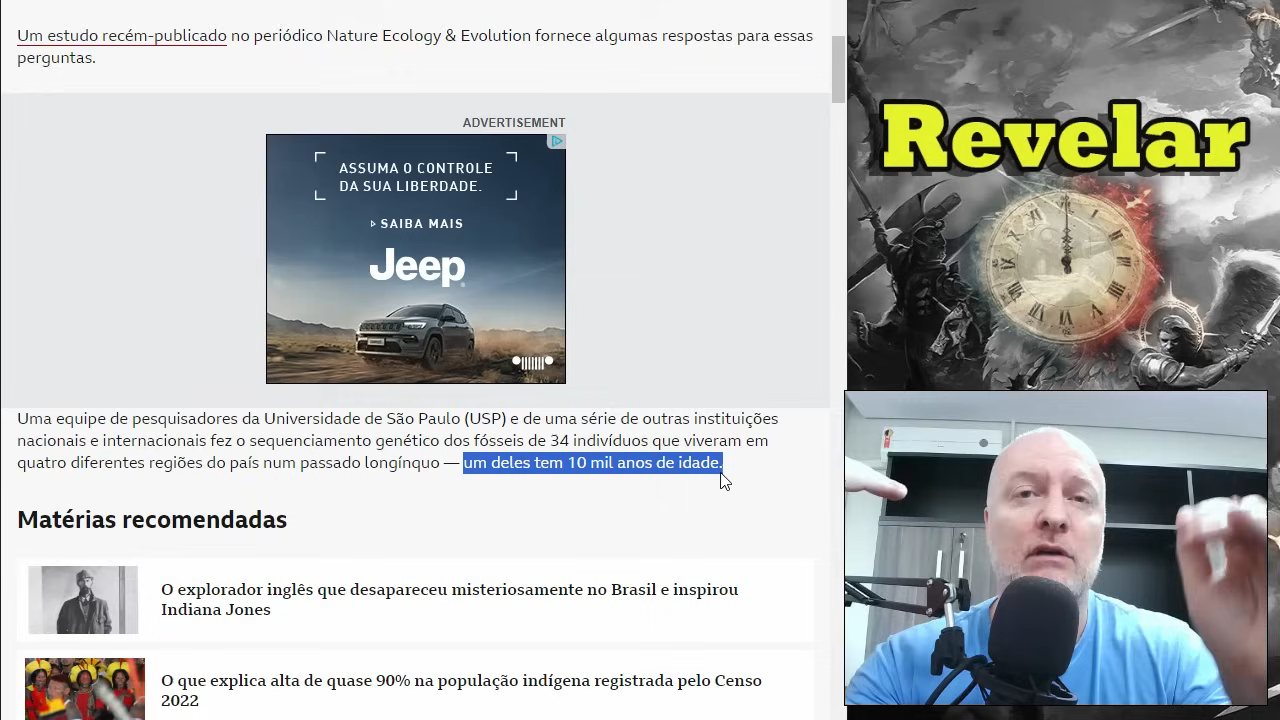 Um estudo recém-publicado no periódico Nature Ecology & Evolution fornece algumas respostas para essas
perguntas.
ADVERTISEMENT
ASSUMA O CONTROLE
DA SUA LIBERDADE.
SAIBA MAIS
Jeep
Uma equipe de pesquisadores da Universidade de São Paulo (USP) e de uma série de outras instituições
nacionais e internacionais fez o sequenciamento genético dos fósseis de 34 indivíduos que viveram em
quatro diferentes regiões do país num passado longínquo — um deles tem 10 mil anos de idade.
Matérias recomendadas
O explorador inglês que desapareceu misteriosamente no Brasil e inspirou
Indiana Jones
O que explica alta de quase 90% na população indígena registrada pelo Censo
2022
Revelar